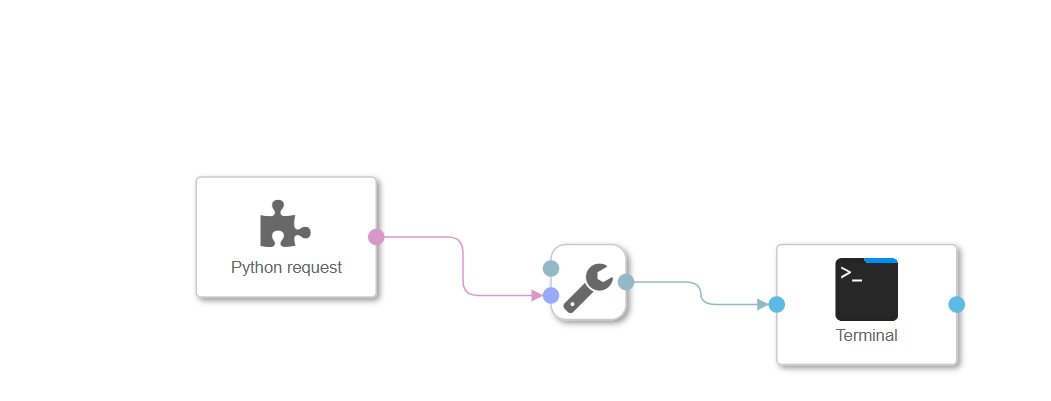 Python request
>_
Terminal